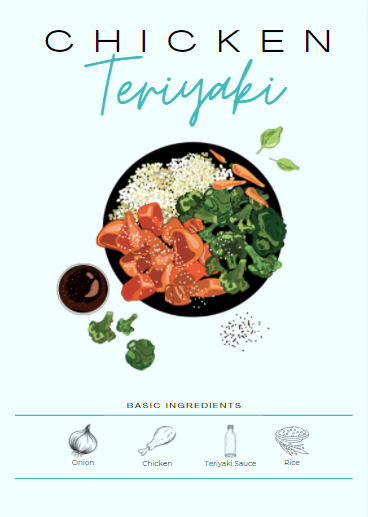 CHICKEN
Teriyaki
BASIC INGREDIENTS
Onion Chicken Teriyaki Sauce Rice